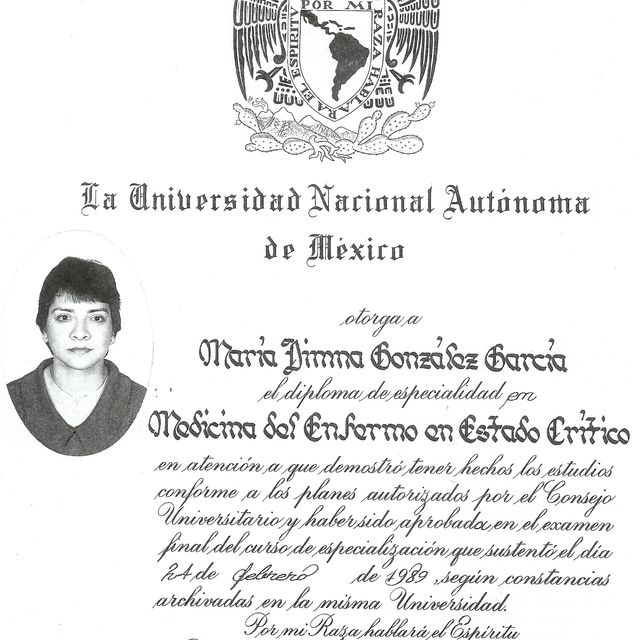 POR MI RAZA HABLARA EL ESPIRITU
La Universidad Nacional Autónoma
de México
otorga a
María Dimna González García
el diploma de especialidad en
Medicina del Enfermo en Estado Crítico
en atención a que demostró tener hechos los estudios
conforme a los planes autorizados por el Consejo
Universitario y haber sido aprobada en el examen
final del curso de especialización que sustentó el día
24 de febrero de 1989, según constancias
archivadas en la misma Universidad.
Por mi Raza hablará el Espíritu